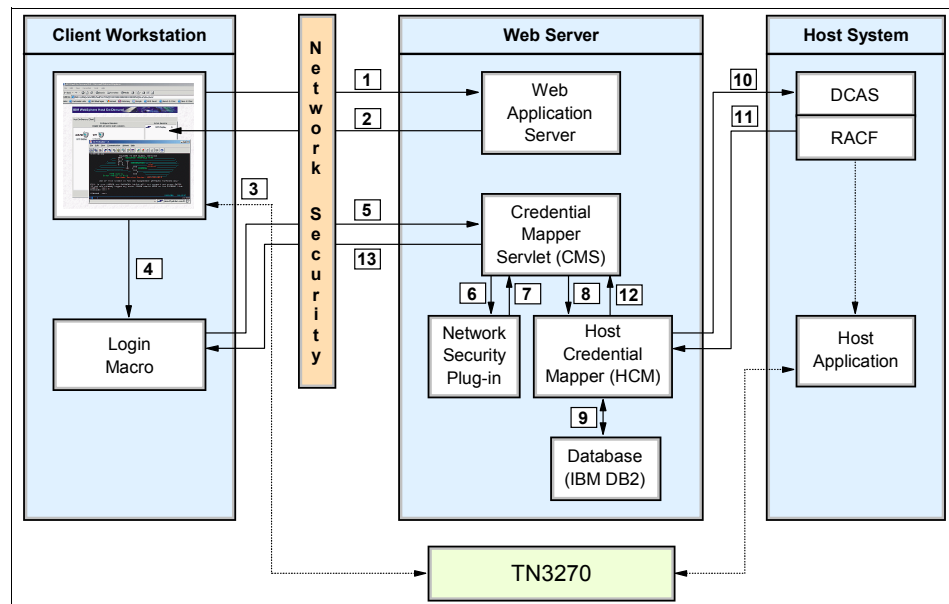 Client Workstation
Web Server
Host System
Network
Security
1
2
3
4
5
13
Web
Application
Server
10
11
DCAS
RACF
Credential
Mapper
Servlet (CMS)
6
7
8
12
Login
Macro
Network
Security
Plug-in
Host
Credential
Mapper (HCM)
Host
Application
9
Database
(IBM DB2)
TN3270